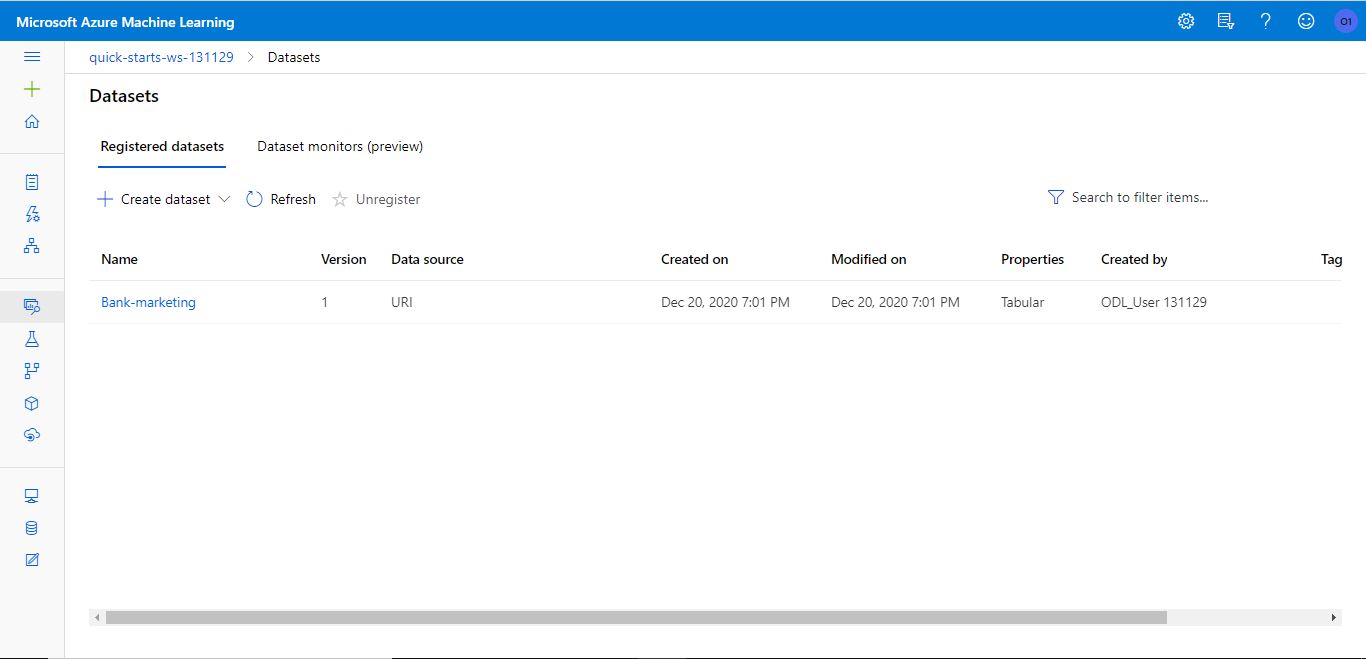 Microsoft Azure Machine Learning
O1
quick-starts-ws-131129 > Datasets
Datasets
Registered datasets Dataset monitors (preview)
Create dataset Refresh Unregister Search to filter items...
Name Version Data source Created on Modified on Properties Created by Tag
Bank-marketing 1 URI Dec 20, 2020 7:01 PM Dec 20, 2020 7:01 PM Tabular ODL_User 131129